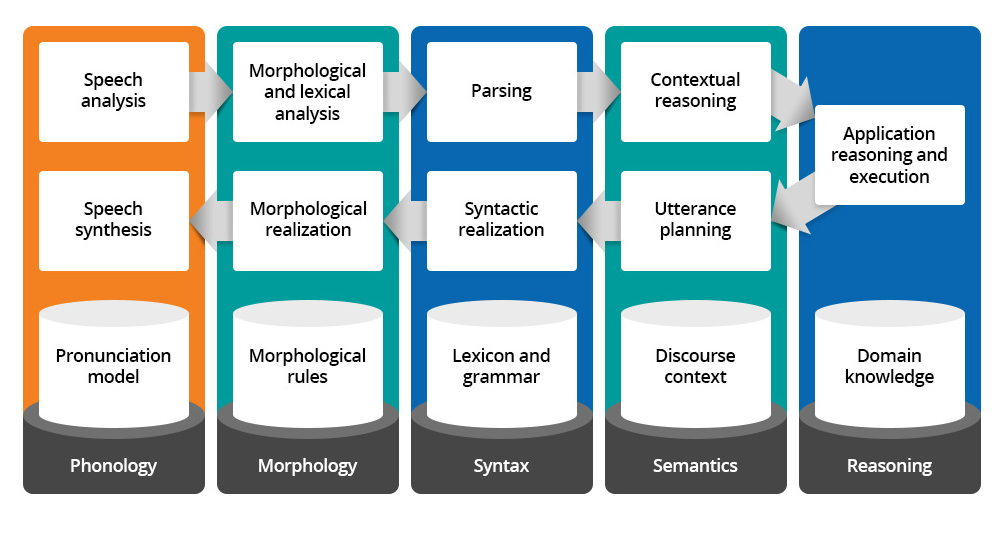 Speech
analysis
Morphological
and lexical
analysis
Parsing
Contextual
reasoning
Application
reasoning and
execution
Speech
synthesis
Morphological
realization
Syntactic
realization
Utterance
planning
Pronunciation
model
Morphological
rules
Lexicon and
grammar
Discourse
context
Domain
knowledge
Phonology
Morphology
Syntax
Semantics
Reasoning